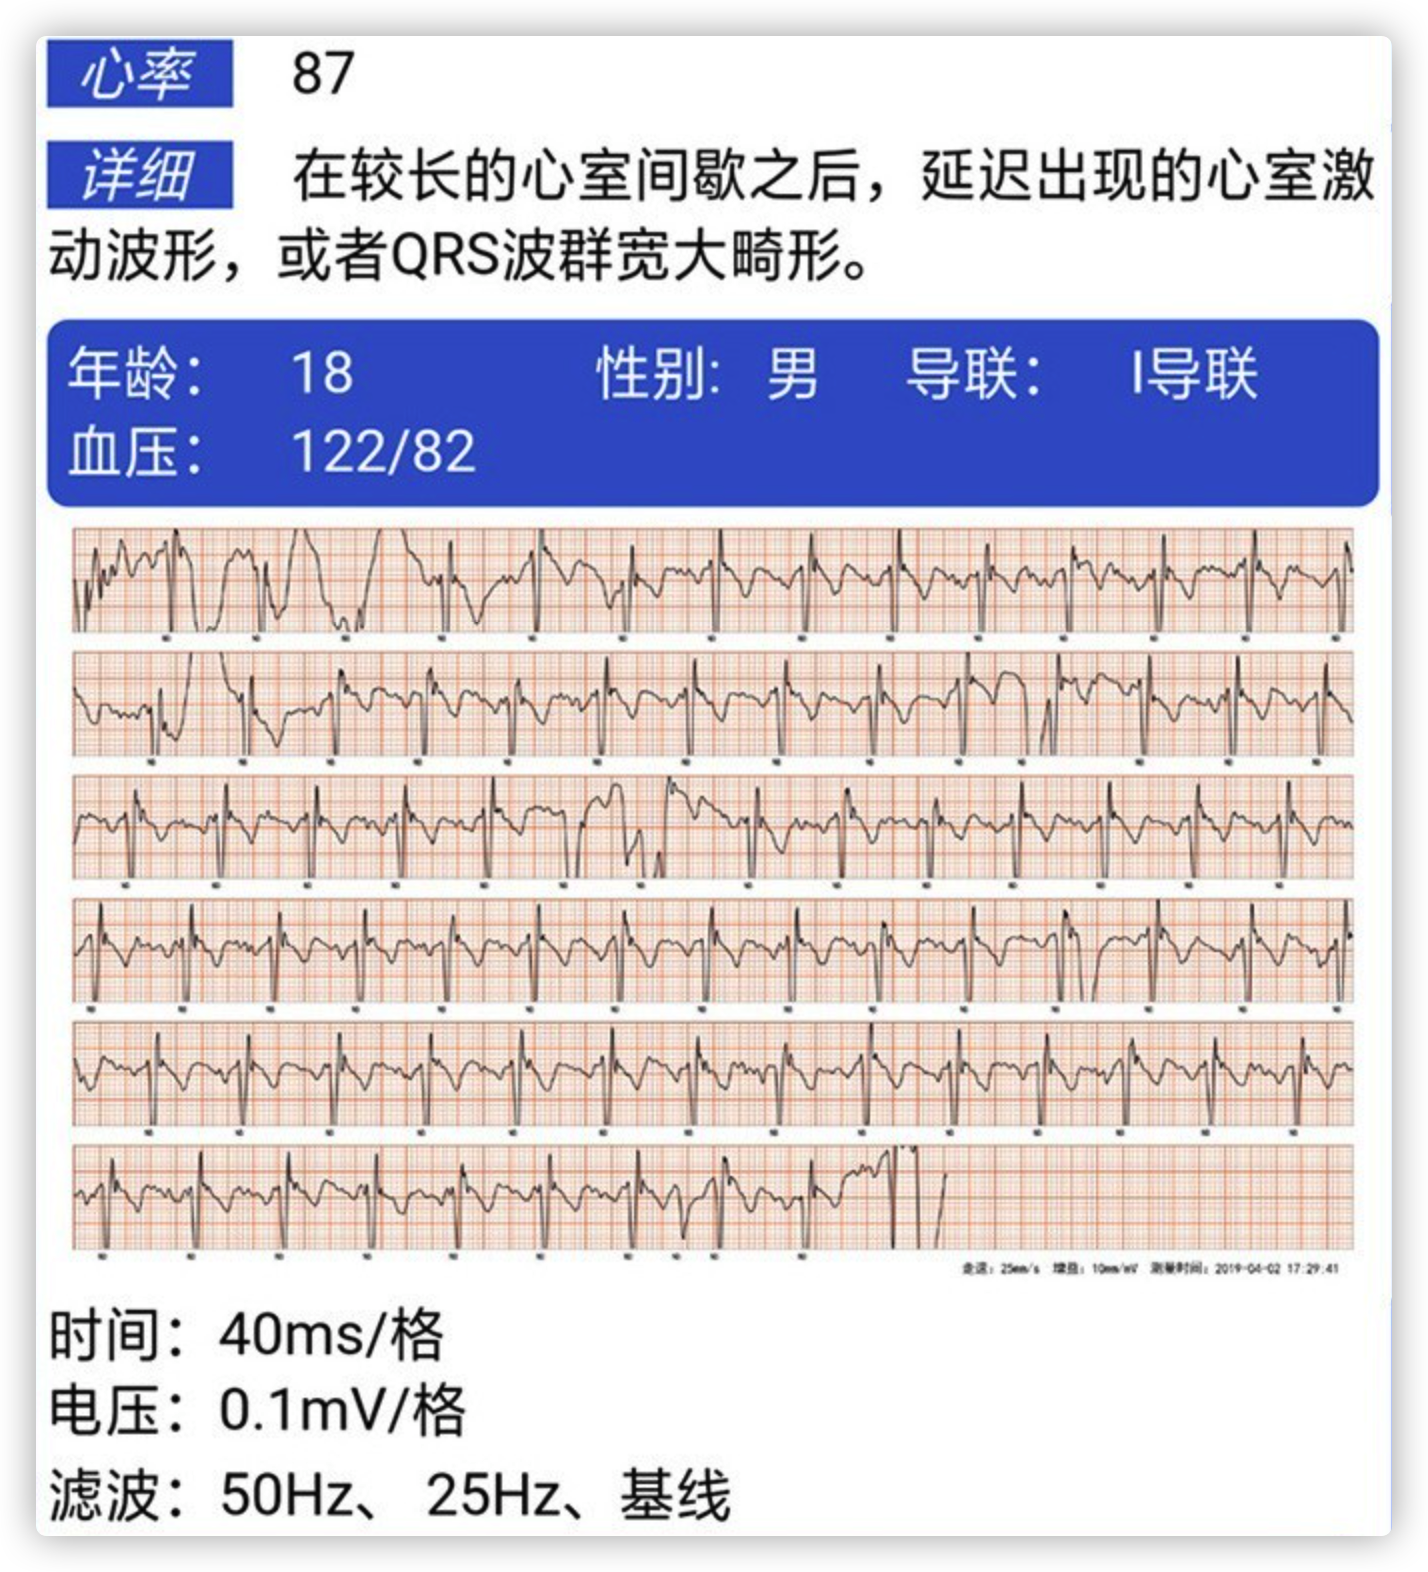 心率 87
详细 在较长的心室间歇之后，延迟出现的心室激
动波形，或者QRS波群宽大畸形。
年龄： 18 性别: 男 导联： I导联
血压： 122/82
走速：25mm/s 增益：10mm/mV 测量时间：2019-04-02 17:29:41
时间：40ms/格
电压：0.1mV/格
滤波：50Hz、 25Hz、基线